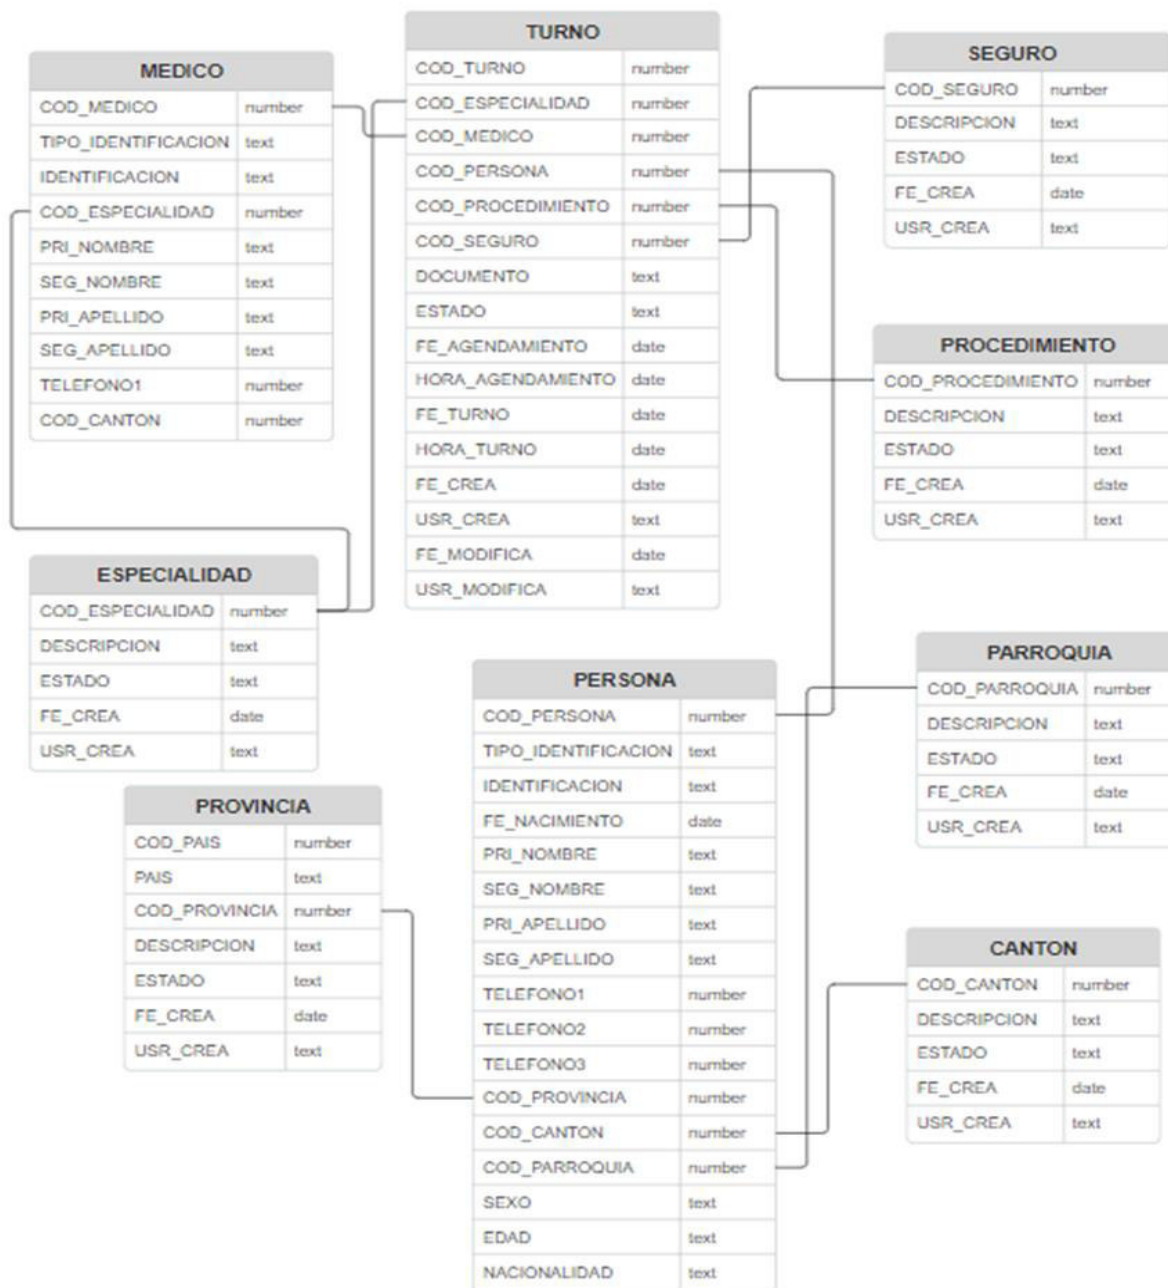 MEDICO
COD_MEDICO number
TIPO_IDENTIFICACION text
IDENTIFICACION text
COD_ESPECIALIDAD number
PRI_NOMBRE text
SEG_NOMBRE text
PRI_APELLIDO text
SEG_APELLIDO text
TELEFONO1 number
COD_CANTON number
TURNO
COD_TURNO number
COD_ESPECIALIDAD number
COD_MEDICO number
COD_PERSONA number
COD_PROCEDIMIENTO number
COD_SEGURO number
DOCUMENTO text
ESTADO text
FE_AGENDAMIENTO date
HORA_AGENDAMIENTO date
FE_TURNO date
HORA_TURNO date
FE_CREA date
USR_CREA text
FE_MODIFICA date
USR_MODIFICA text
SEGURO
COD_SEGURO number
DESCRIPCION text
ESTADO text
FE_CREA date
USR_CREA text
PROCEDIMIENTO
COD_PROCEDIMIENTO number
DESCRIPCION text
ESTADO text
FE_CREA date
USR_CREA text
ESPECIALIDAD
COD_ESPECIALIDAD number
DESCRIPCION text
ESTADO text
FE_CREA date
USR_CREA text
PROVINCIA
COD_PAIS number
PAIS text
COD_PROVINCIA number
DESCRIPCION text
ESTADO text
FE_CREA date
USR_CREA text
PERSONA
COD_PERSONA number
TIPO_IDENTIFICACION text
IDENTIFICACION text
FE_NACIMIENTO date
PRI_NOMBRE text
SEG_NOMBRE text
PRI_APELLIDO text
SEG_APELLIDO text
TELEFONO1 number
TELEFONO2 number
TELEFONO3 number
COD_PROVINCIA number
COD_CANTON number
COD_PARROQUIA number
SEXO text
EDAD text
NACIONALIDAD text
PARROQUIA
COD_PARROQUIA number
DESCRIPCION text
ESTADO text
FE_CREA date
USR_CREA text
CANTON
COD_CANTON number
DESCRIPCION text
ESTADO text
FE_CREA date
USR_CREA text